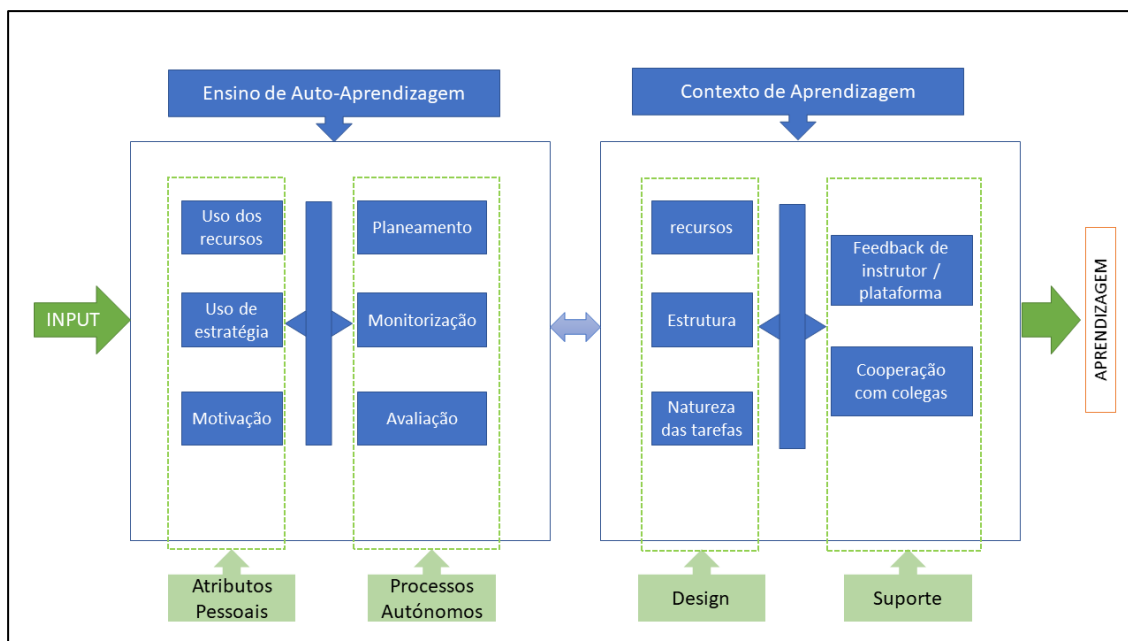 Ensino de Auto-Aprendizagem
Contexto de Aprendizagem
INPUT
Uso dos
recursos
Uso de
estratégia
Motivação
Planeamento
Monitorização
Avaliação
recursos
Estrutura
Natureza
das tarefas
Feedback de
instrutor /
plataforma
Cooperação
com colegas
APRENDIZAGEM
Atributos
Pessoais
Processos
Autónomos
Design
Suporte